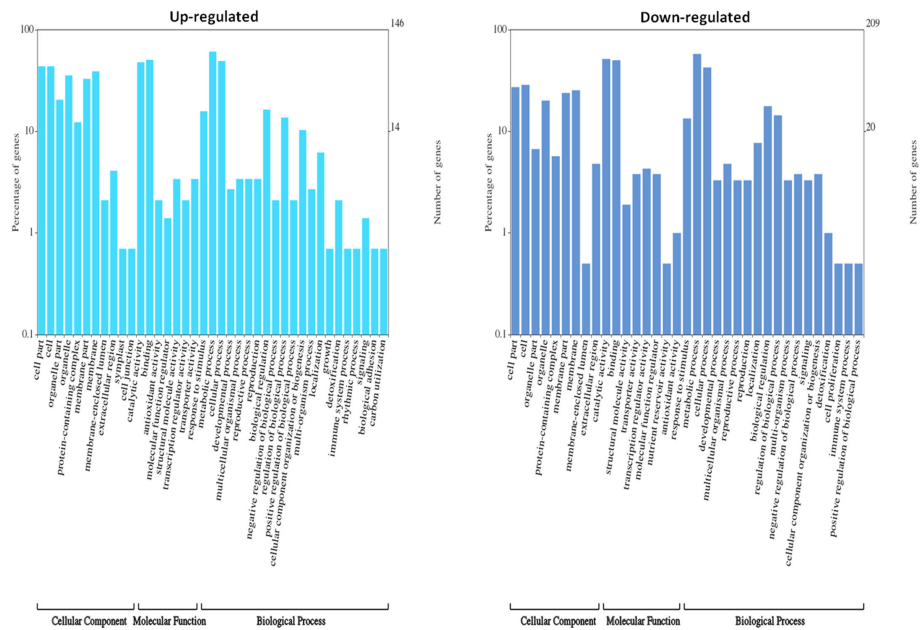 Up-regulated
100
10
1
0.1
Percentage of genes
146
14
Number of genes
cell part
cell
organelle part
organelle
protein-containing complex
membrane part
membrane
membrane-enclosed lumen
extracellular region
symplast
cell junction
catalytic activity
binding
antioxidant activity
molecular function regulator
structural molecule activity
transcription regulator activity
transporter activity
response to stimulus
metabolic process
cellular process
developmental process
multicellular organismal process
reproductive process
reproduction
biological regulation
negative regulation of biological process
regulation of biological process
positive regulation of biological process
cellular component organization or biogenesis
multi-organism process
localization
growth
detoxification
immune system process
rhythmic process
signaling
biological adhesion
carbon utilization
Cellular Component
Molecular Function
Biological Process
Down-regulated
100
10
1
0.1
Percentage of genes
209
20
Number of genes
cell part
cell
organelle part
organelle
protein-containing complex
membrane part
membrane
membrane-enclosed lumen
extracellular region
catalytic activity
binding
structural molecule activity
transporter activity
transcription regulator activity
molecular function regulator
nutrient reservoir activity
antioxidant activity
response to stimulus
metabolic process
cellular process
developmental process
multicellular organismal process
reproductive process
reproduction
localization
biological regulation
regulation of biological process
multi-organism process
signaling
negative regulation of biological process
cellular component organization or biogenesis
detoxification
cell proliferation
immune system process
positive regulation of biological process
Cellular Component
Molecular Function
Biological Process